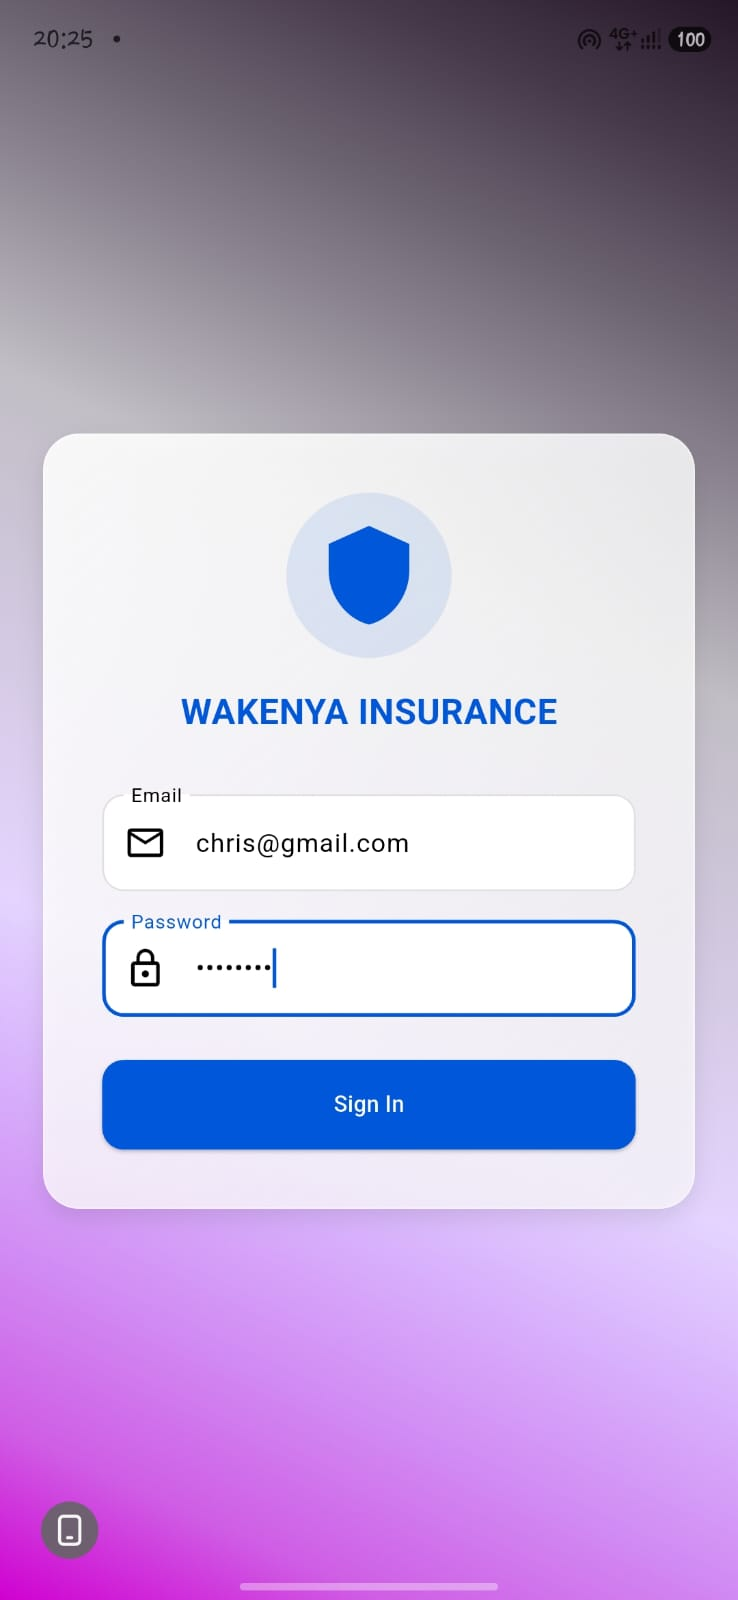 20:25 •
4G+ 100
WAKENYA INSURANCE
Email
chris@gmail.com
Password
••••••••
Sign In